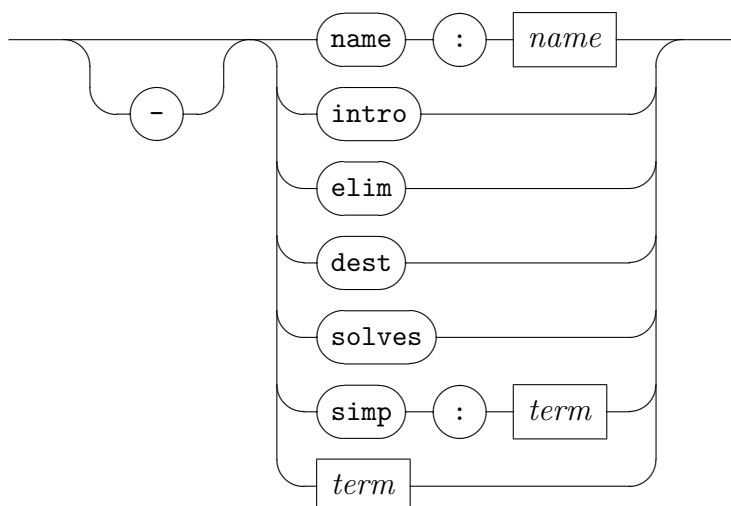 name : name
-
intro
elim
dest
solves
simp : term
term